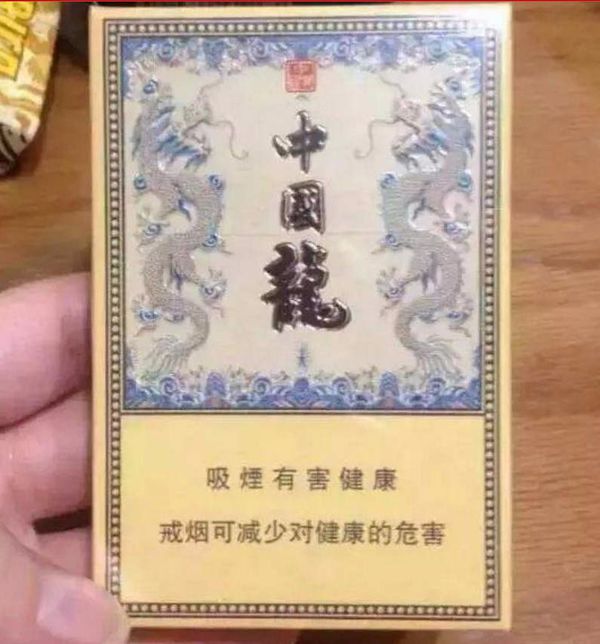 中
國
龍
吸煙有害健康
戒烟可减少对健康的危害